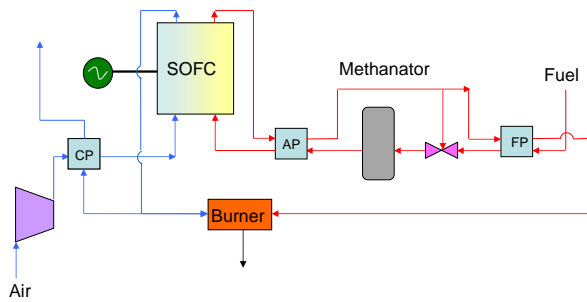 SOFC
Methanator
Fuel
CP
AP
FP
Burner
Air